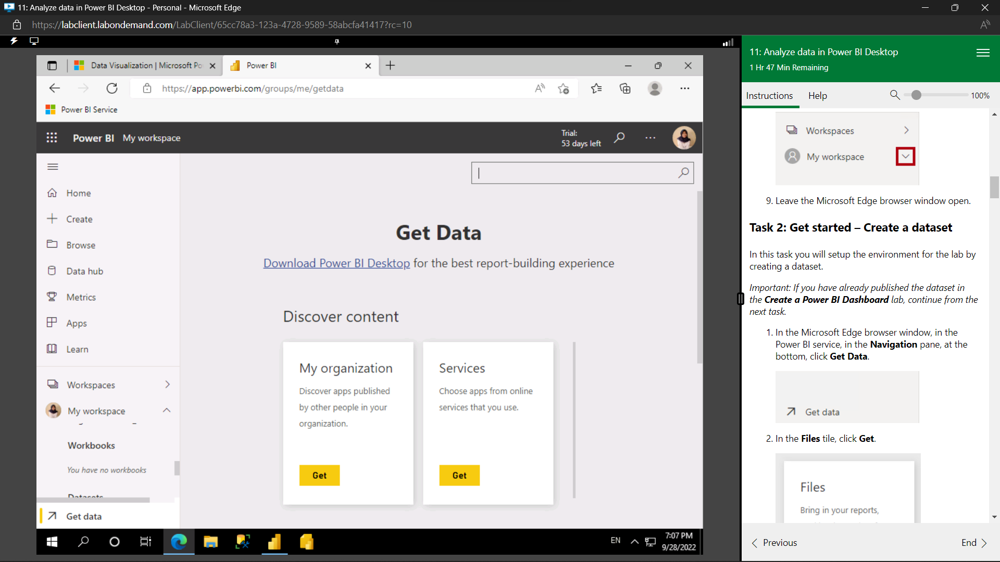 11: Analyze data in Power BI Desktop - Personal - Microsoft Edge
https://labclient.labondemand.com/LabClient/65cc78a3-123a-4728-9589-58abcfa41417?rc=10
Data Visualization | Microsoft Po
Power BI
https://app.powerbi.com/groups/me/getdata
Power BI Service
Power BI My workspace
Trial:
53 days left
Home
Create
Browse
Data hub
Metrics
Apps
Learn
Workspaces
My workspace
Workbooks
You have no workbooks
Datasets
Get data
Get Data
Download Power BI Desktop for the best report-building experience
Discover content
My organization
Discover apps published
by other people in your
organization.
Get
Services
Choose apps from online
services that you use.
Get
EN
7:07 PM
9/28/2022
11: Analyze data in Power BI Desktop
1 Hr 47 Min Remaining
Instructions Help
100%
Workspaces
My workspace
9. Leave the Microsoft Edge browser window open.
Task 2: Get started – Create a dataset
In this task you will setup the environment for the lab by
creating a dataset.
Important: If you have already published the dataset in
the Create a Power BI Dashboard lab, continue from the
next task.
1. In the Microsoft Edge browser window, in the
Power BI service, in the Navigation pane, at the
bottom, click Get Data.
Get data
2. In the Files tile, click Get.
Files
Bring in your reports,
Previous
End